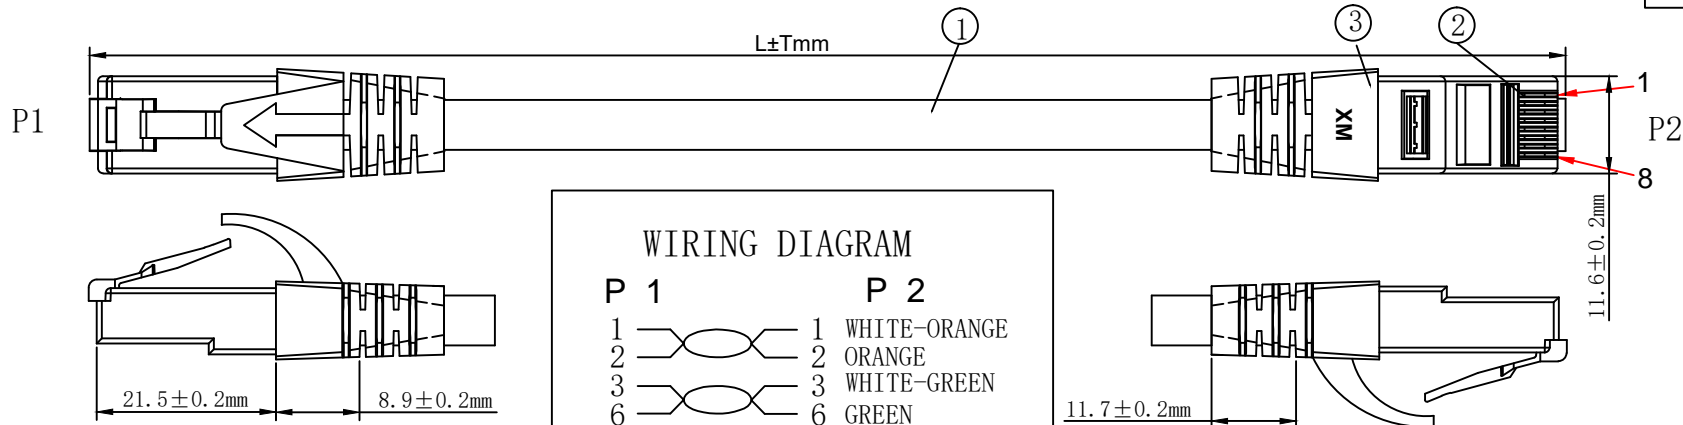 L±Tmm
1
3
2
P1
XM
1
P2
8
11.6±0.2mm
WIRING DIAGRAM
P 1 P 2
1 1 WHITE-ORANGE
2 2 ORANGE
3 3 WHITE-GREEN
6 6 GREEN
21.5±0.2mm
8.9±0.2mm
11.7±0.2mm